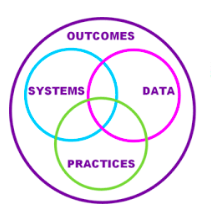 OUTCOMES
SYSTEMS DATA
PRACTICES